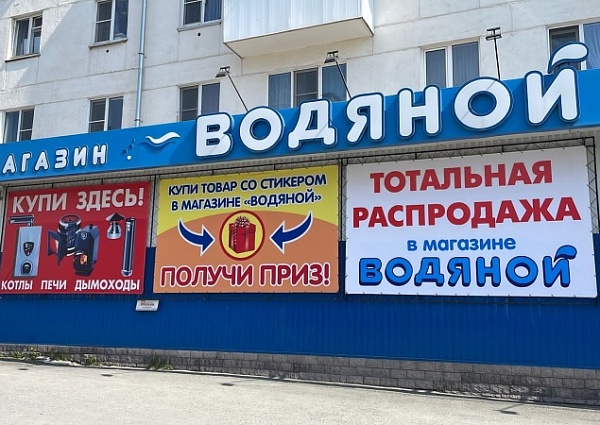 АГАЗИН ВОДЯНОЙ
КУПИ ЗДЕСЬ!
КОТЛЫ ПЕЧИ ДЫМОХОДЫ
КУПИ ТОВАР СО СТИКЕРОМ
В МАГАЗИНЕ «ВОДЯНОЙ»
ПОЛУЧИ ПРИЗ!
ТОТАЛЬНАЯ
РАСПРОДАЖА
в магазине
ВОДЯНОЙ